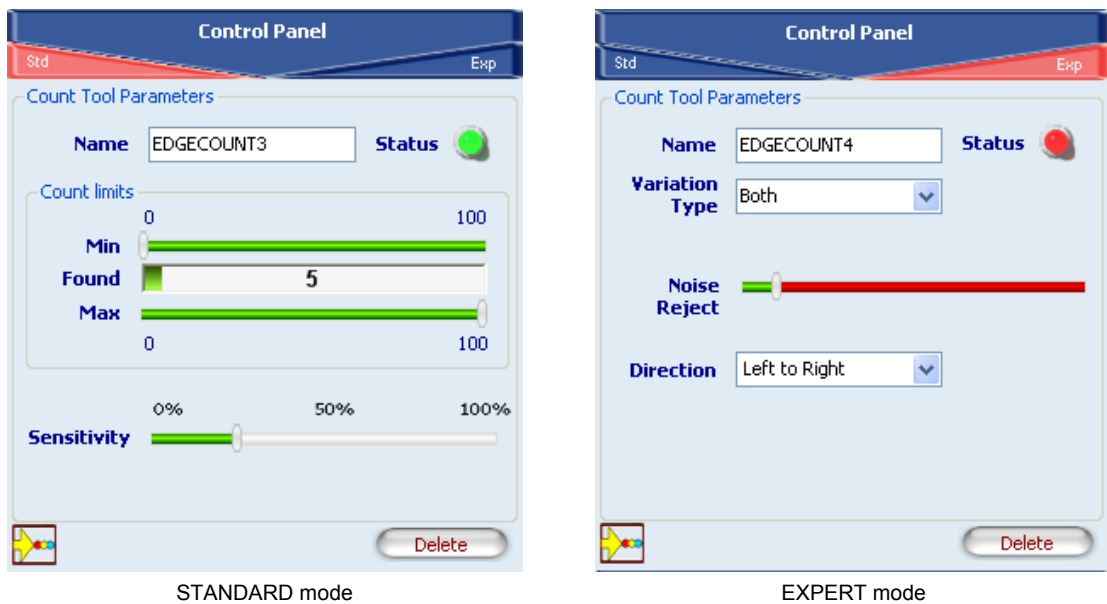 Control Panel
Std
Exp
Count Tool Parameters
Name EDGECOUNT3 Status
Count limits
0 100
Min
Found 5
Max
0 100
0% 50% 100%
Sensitivity
Delete
STANDARD mode
Control Panel
Std
Exp
Count Tool Parameters
Name EDGECOUNT4 Status
Variation
Type
Both
Noise
Reject
Direction Left to Right
Delete
EXPERT mode